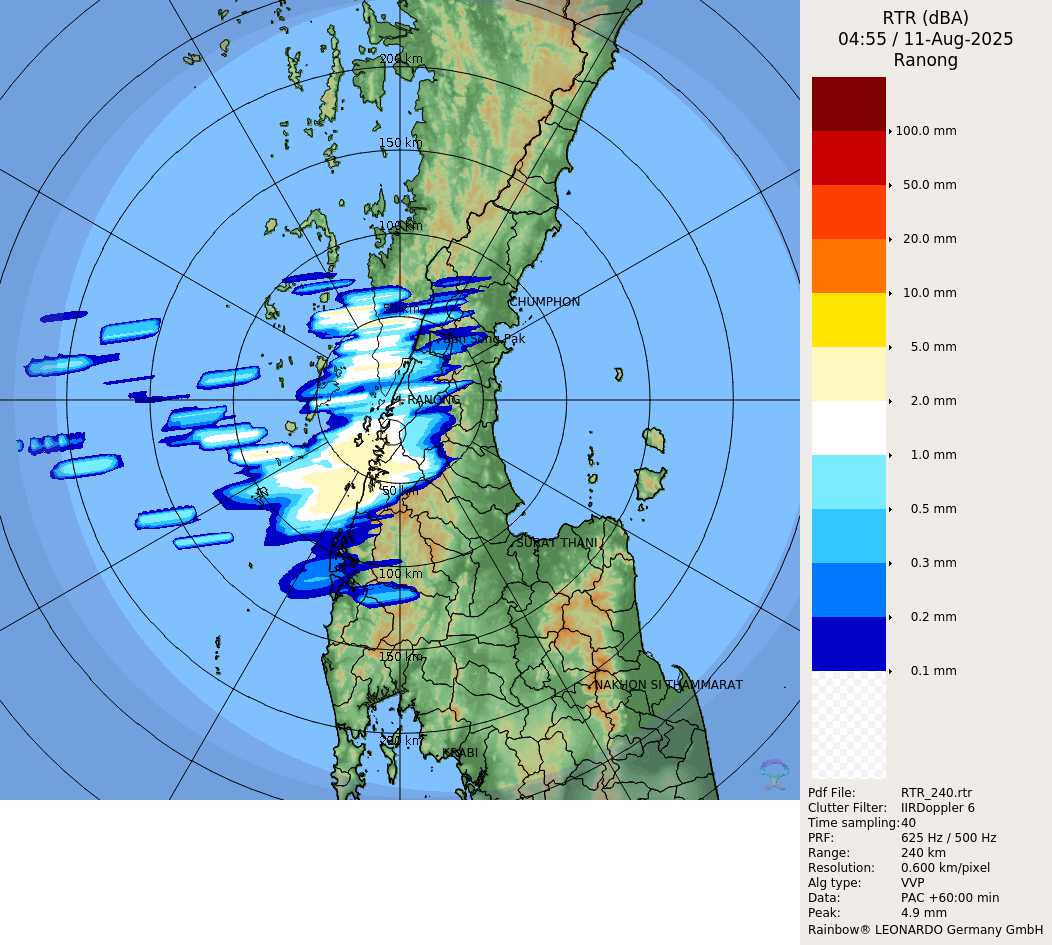 RTR (dBA)
04:55 / 11-Aug-2025
Ranong
200 km
150 km
100 km
50 km
CHUMPHON
RANONG
50 km
SURAT THANI
100 km
150 km
NAKHON SI THAMMARAT
200 km
KRABI
100.0 mm
50.0 mm
20.0 mm
10.0 mm
5.0 mm
2.0 mm
1.0 mm
0.5 mm
0.3 mm
0.2 mm
0.1 mm
Pdf File: RTR_240.rtr
Clutter Filter: IIRDoppler 6
Time sampling:40
PRF: 625 Hz / 500 Hz
Range: 240 km
Resolution: 0.600 km/pixel
Alg type: VVP
Data: PAC +60:00 min
Peak: 4.9 mm
Rainbow® LEONARDO Germany GmbH